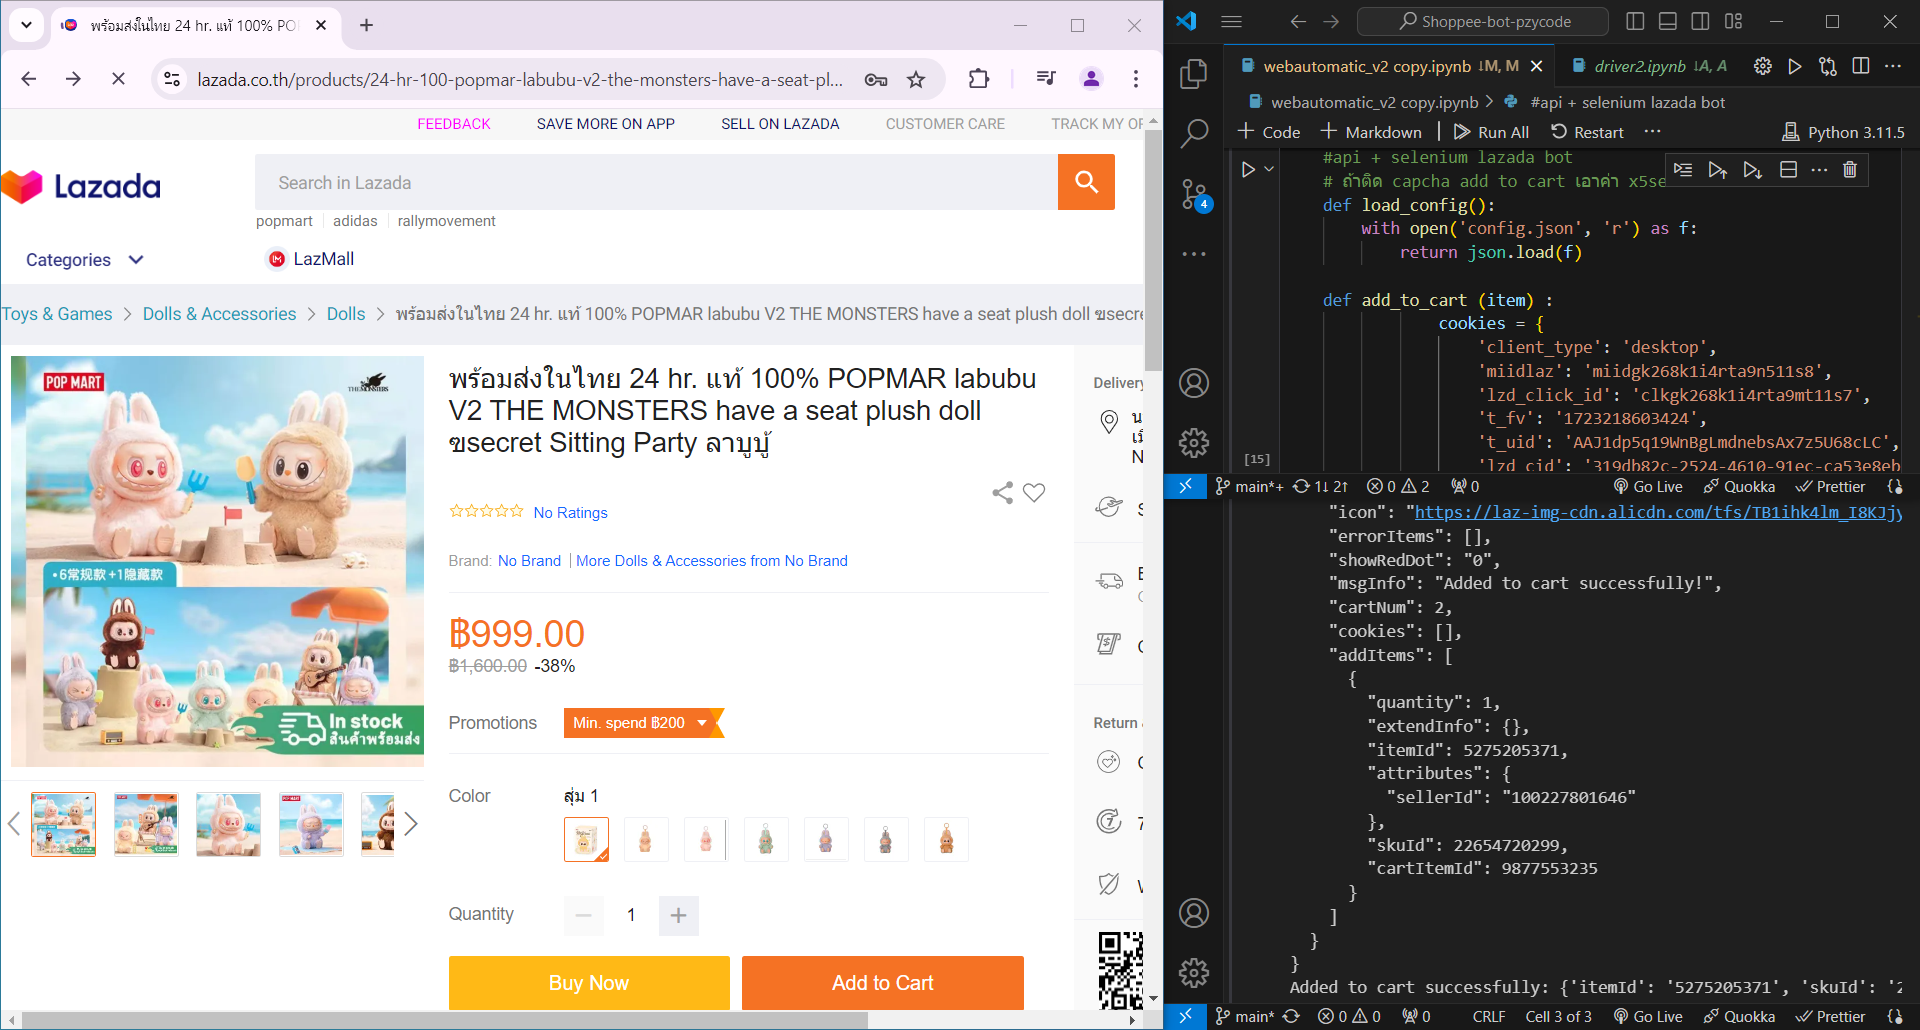 พร้อมส่งในไทย 24 hr. แท้ 100% PO
lazada.co.th/products/24-hr-100-popmar-labubu-v2-the-monsters-have-a-seat-pl...
FEEDBACK
SAVE MORE ON APP
SELL ON LAZADA
CUSTOMER CARE
TRACK MY OR
Lazada
Search in Lazada
popmart
adidas
rallymovement
Categories
LazMall
Toys & Games > Dolls & Accessories > Dolls > พร้อมส่งในไทย 24 hr. แท้ 100% POPMAR labubu V2 THE MONSTERS have a seat plush doll ขsecre
POP MART
THE MONSTERS
•6常规款+1隐藏款
In stock
สินค้าพร้อมส่ง
พร้อมส่งในไทย 24 hr. แท้ 100% POPMAR labubu
V2 THE MONSTERS have a seat plush doll
ขsecret Sitting Party ลาบูบู้
No Ratings
Brand: No Brand | More Dolls & Accessories from No Brand
฿999.00
฿1,600.00 -38%
Promotions
Min. spend ฿200
Color
สุ่ม 1
Quantity
1
Buy Now
Add to Cart
Delivery
น
เมื
N
Return
7
Shoppee-bot-pzycode
webautomatic_v2 copy.ipynb ↓M, M
driver2.ipynb ↓A, A
webautomatic_v2 copy.ipynb > #api + selenium lazada bot
+ Code + Markdown | Run All Restart ...
Python 3.11.5
#api + selenium lazada bot
# ถ้าติด capcha add to cart เอาค่า x5se
def load_config():
with open('config.json', 'r') as f:
return json.load(f)
def add_to_cart (item) :
cookies = {
'client_type': 'desktop',
'miidlaz': 'miidgk268k1i4rta9n511s8',
'lzd_click_id': 'clkgk268k1i4rta9mt11s7',
't_fv': '1723218603424',
't_uid': 'AAJ1dp5q19WnBgLmdnebsAx7z5U68cLC',
'lzd_cid': '319db82c-2524-4610-91ec-ca53e8eb
[15]
4
main*+ 1↓ 2↑ 0 2 0 Go Live Quokka Prettier
"icon": "https://laz-img-cdn.alicdn.com/tfs/TB1ihk4lm_I8KJjy
"errorItems": [],
"showRedDot": "0",
"msgInfo": "Added to cart successfully!",
"cartNum": 2,
"cookies": [],
"addItems": [
{
"quantity": 1,
"extendInfo": {},
"itemId": 5275205371,
"attributes": {
"sellerId": "100227801646"
},
"skuId": 22654720299,
"cartItemId": 9877553235
}
]
}
}
Added to cart successfully: {'itemId': '5275205371', 'skuId': '2
main* 0 0 0 CRLF Cell 3 of 3 Go Live Quokka Prettier